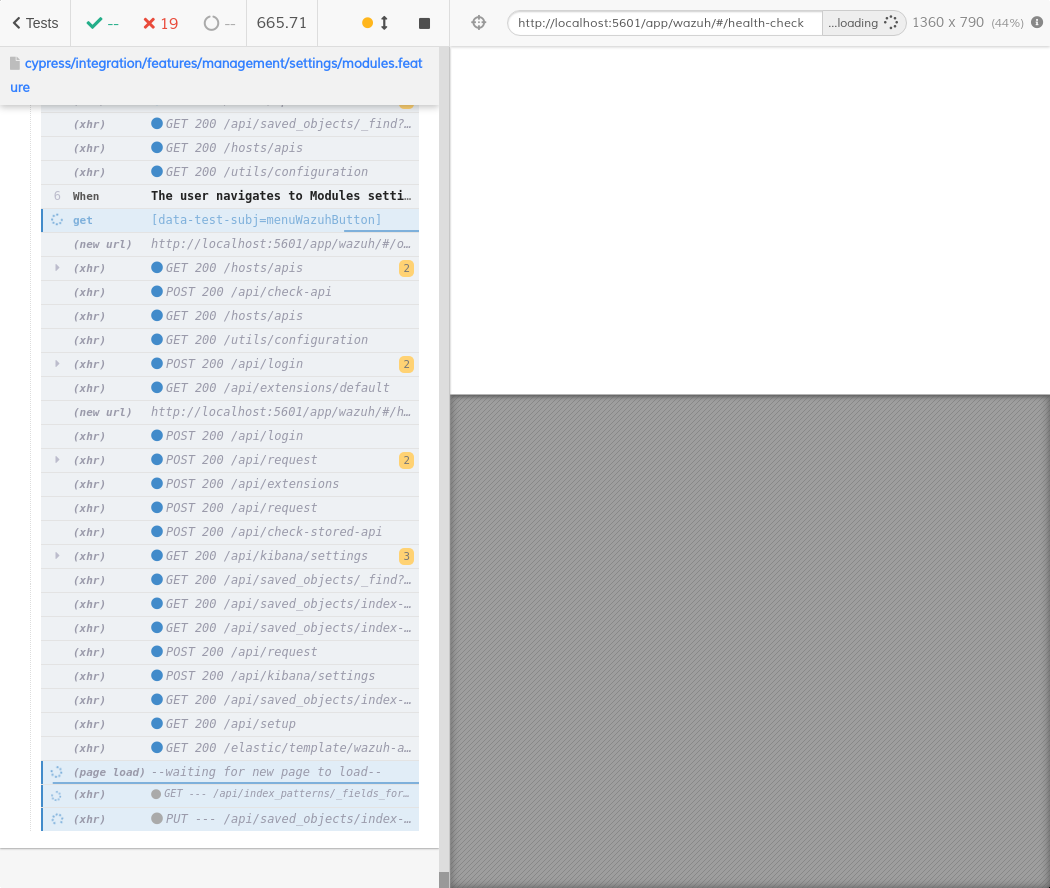 Tests -- 19 -- 665.71
http://localhost:5601/app/wazuh/#/health-check ...loading 1360 x 790 (44%)
cypress/integration/features/management/settings/modules.feat
ure
(xhr) GET 200 /api/saved_objects/_find?…
(xhr) GET 200 /hosts/apis
(xhr) GET 200 /utils/configuration
6 When The user navigates to Modules setti…
get [data-test-subj=menuWazuhButton]
(new url) http://localhost:5601/app/wazuh/#/o…
(xhr) GET 200 /hosts/apis 2
(xhr) POST 200 /api/check-api
(xhr) GET 200 /hosts/apis
(xhr) GET 200 /utils/configuration
(xhr) POST 200 /api/login 2
(xhr) GET 200 /api/extensions/default
(new url) http://localhost:5601/app/wazuh/#/h…
(xhr) POST 200 /api/login
(xhr) POST 200 /api/request 2
(xhr) POST 200 /api/extensions
(xhr) POST 200 /api/request
(xhr) POST 200 /api/check-stored-api
(xhr) GET 200 /api/kibana/settings 3
(xhr) GET 200 /api/saved_objects/_find?…
(xhr) GET 200 /api/saved_objects/index-…
(xhr) GET 200 /api/saved_objects/index-…
(xhr) POST 200 /api/request
(xhr) POST 200 /api/kibana/settings
(xhr) GET 200 /api/saved_objects/index-…
(xhr) GET 200 /api/setup
(xhr) GET 200 /elastic/template/wazuh-a…
(page load) --waiting for new page to load--
(xhr) GET --- /api/index_patterns/_fields_for…
(xhr) PUT --- /api/saved_objects/index-…